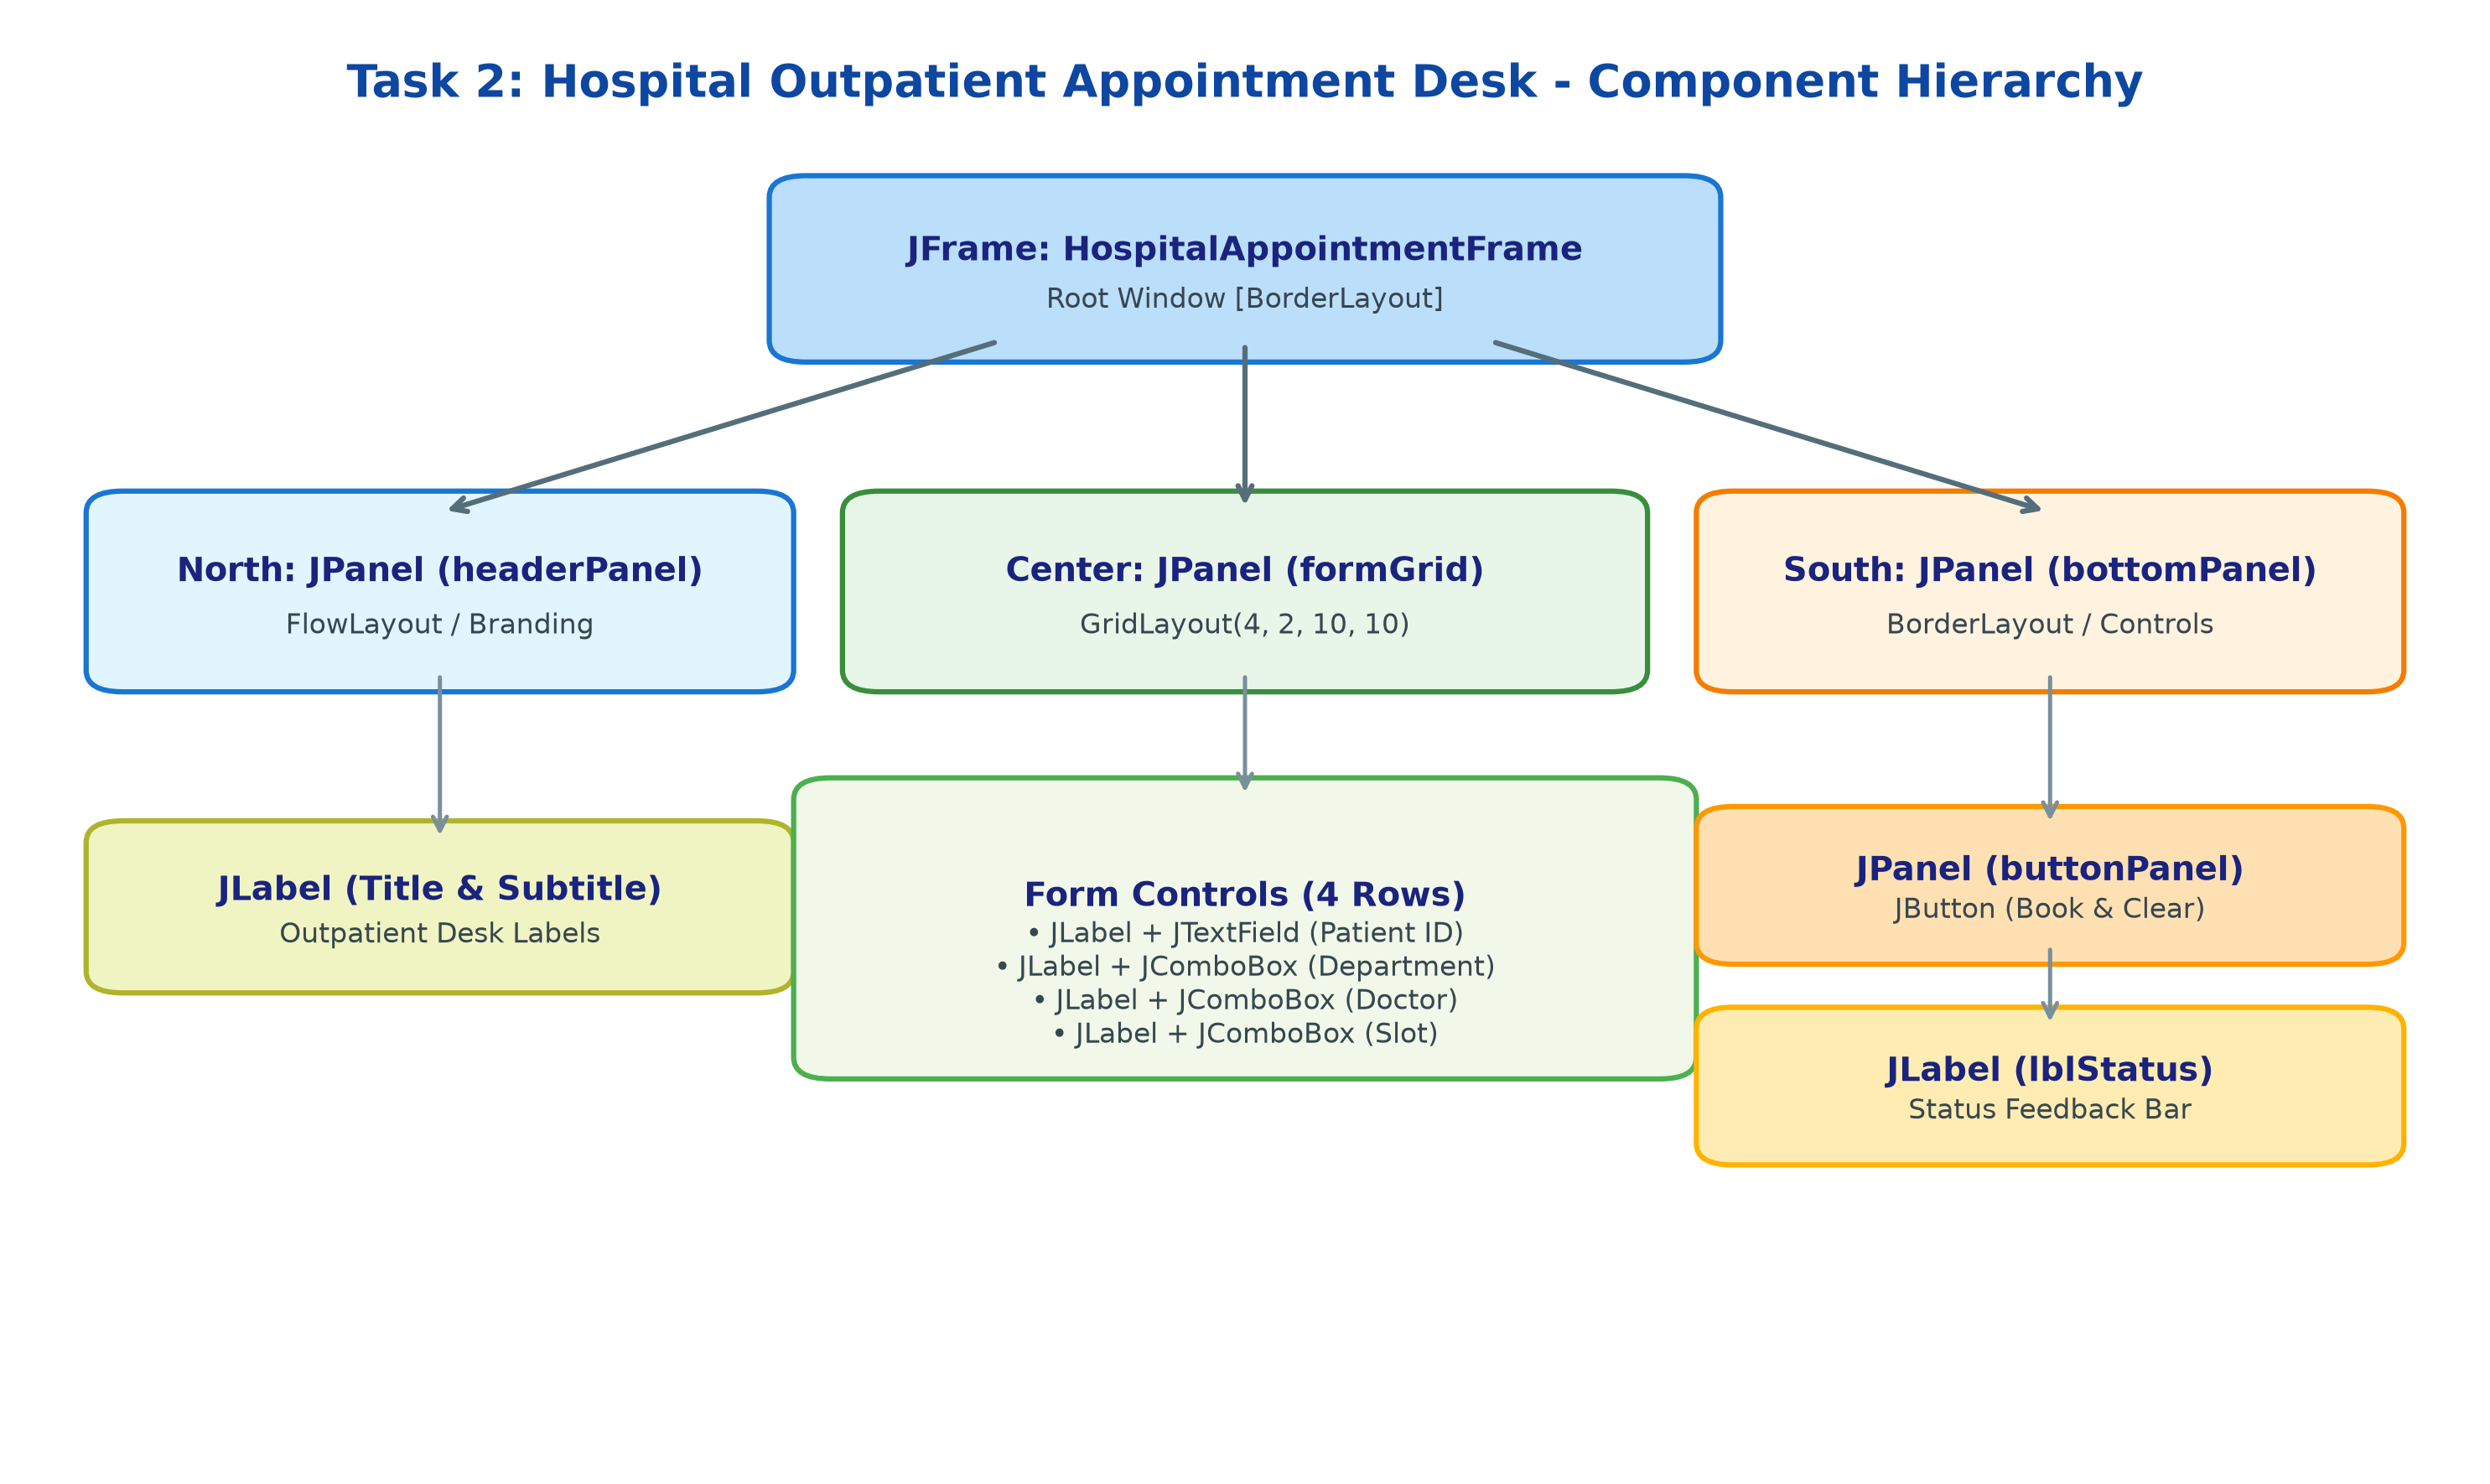 Task 2: Hospital Outpatient Appointment Desk - Component Hierarchy
JFrame: HospitalAppointmentFrame
Root Window [BorderLayout]
North: JPanel (headerPanel)
FlowLayout / Branding
Center: JPanel (formGrid)
GridLayout(4, 2, 10, 10)
South: JPanel (bottomPanel)
BorderLayout / Controls
JLabel (Title & Subtitle)
Outpatient Desk Labels
Form Controls (4 Rows)
• JLabel + JTextField (Patient ID)
• JLabel + JComboBox (Department)
• JLabel + JComboBox (Doctor)
• JLabel + JComboBox (Slot)
JPanel (buttonPanel)
JButton (Book & Clear)
JLabel (lblStatus)
Status Feedback Bar